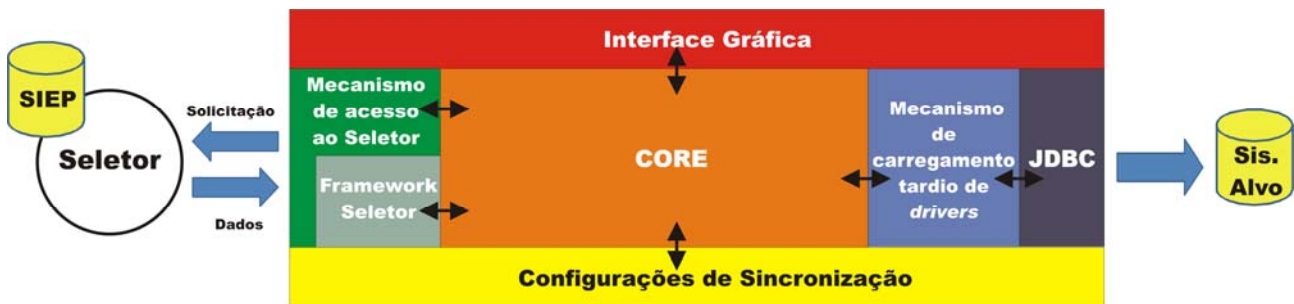 SIEP
Seletor
Solicitação
Dados
Interface Gráfica
Mecanismo
de acesso
ao Seletor
Framework
Seletor
CORE
Mecanismo
de
carregamento
tardio de
drivers
JDBC
Configurações de Sincronização
Sis.
Alvo